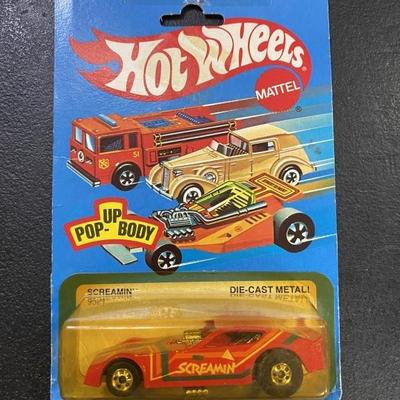 HOT WHEELS
MATTEL
51
POP-UP BODY
SCREAMIN'
DIE-CAST METAL!
SCREAMIN'